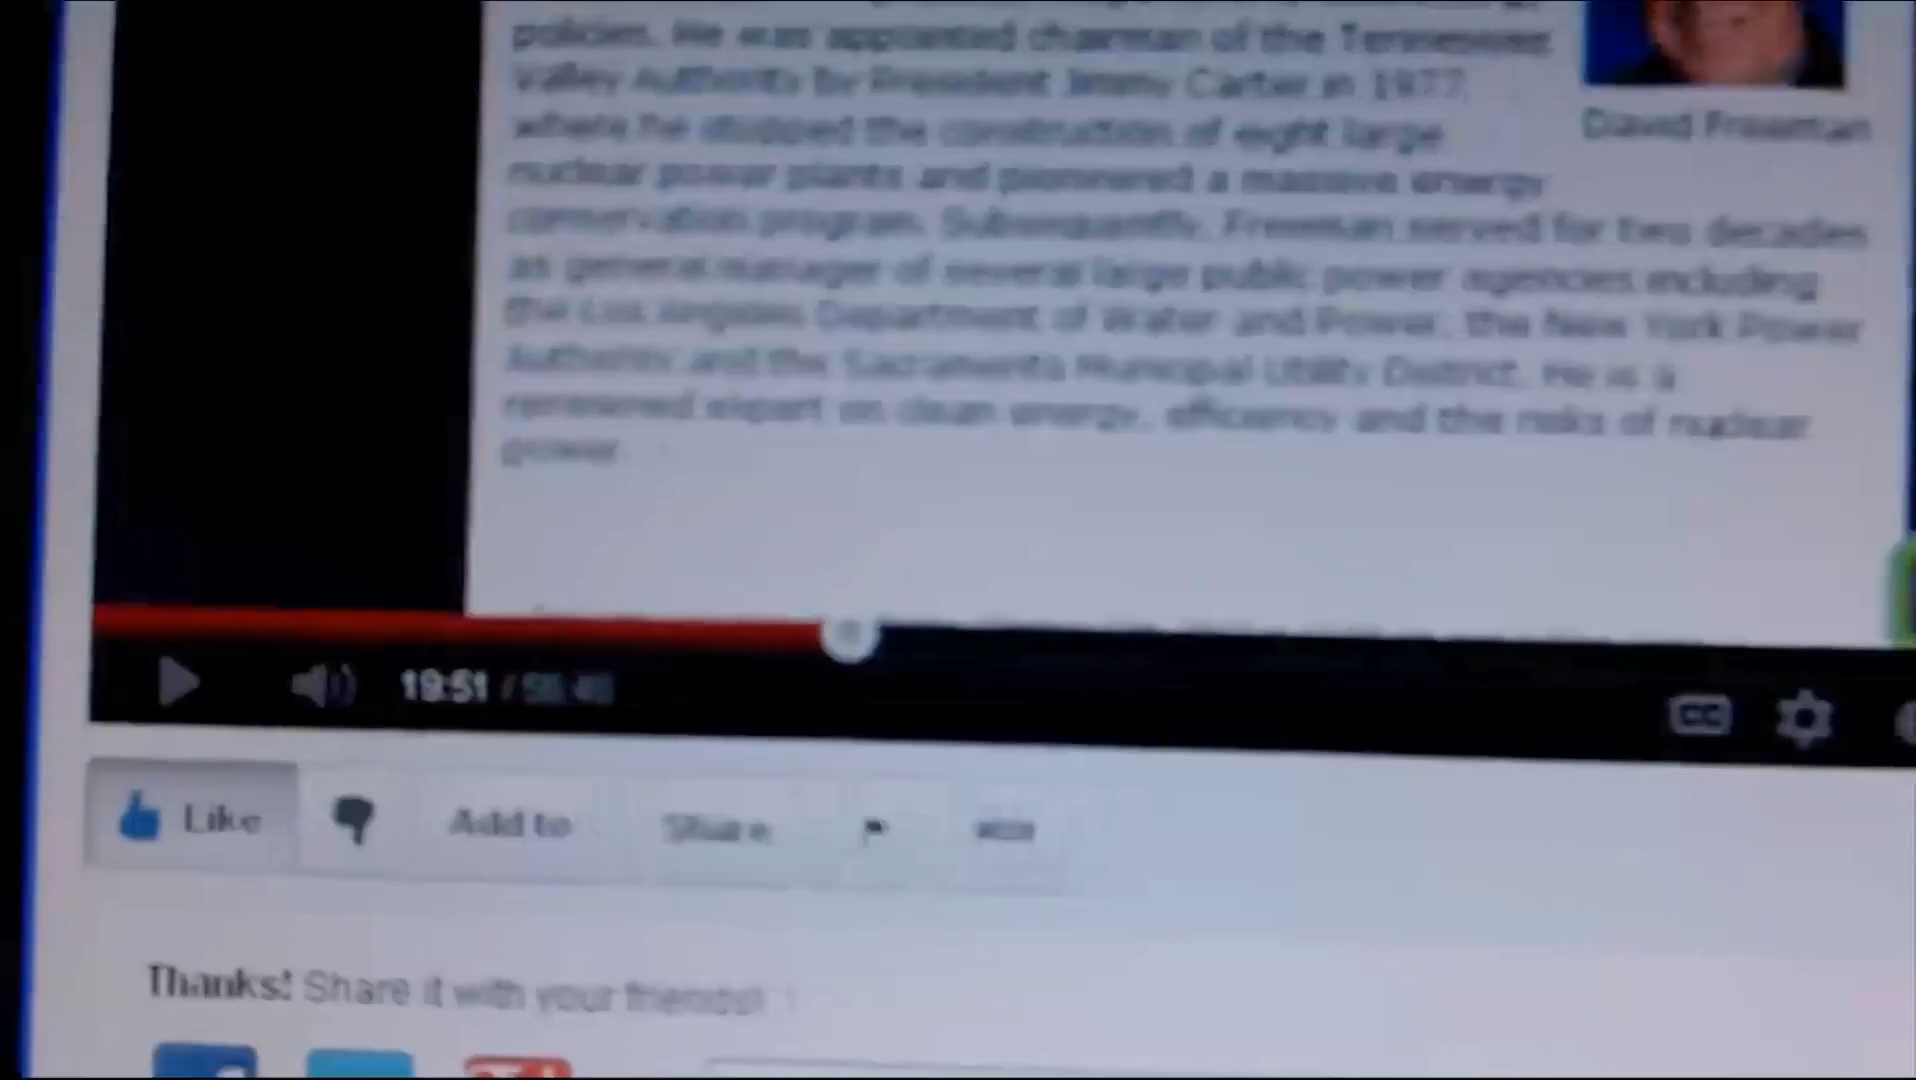 policies. He was appointed chairman of the Tennessee
Valley Authority by President Jimmy Carter in 1977,
where he stopped the construction of eight large
nuclear power plants and pioneered a massive energy
conservation program. Subsequently, Freeman served for two decades
as general manager of several large public power agencies including
the Los Angeles Department of Water and Power, the New York Power
Authority and the Sacramento Municipal Utility District. He is a
renowned expert on clean energy, efficiency and the risks of nuclear
power.
David Freeman
19:51 /
CC
Like
Add to
Share
Thanks! Share it with your friends!